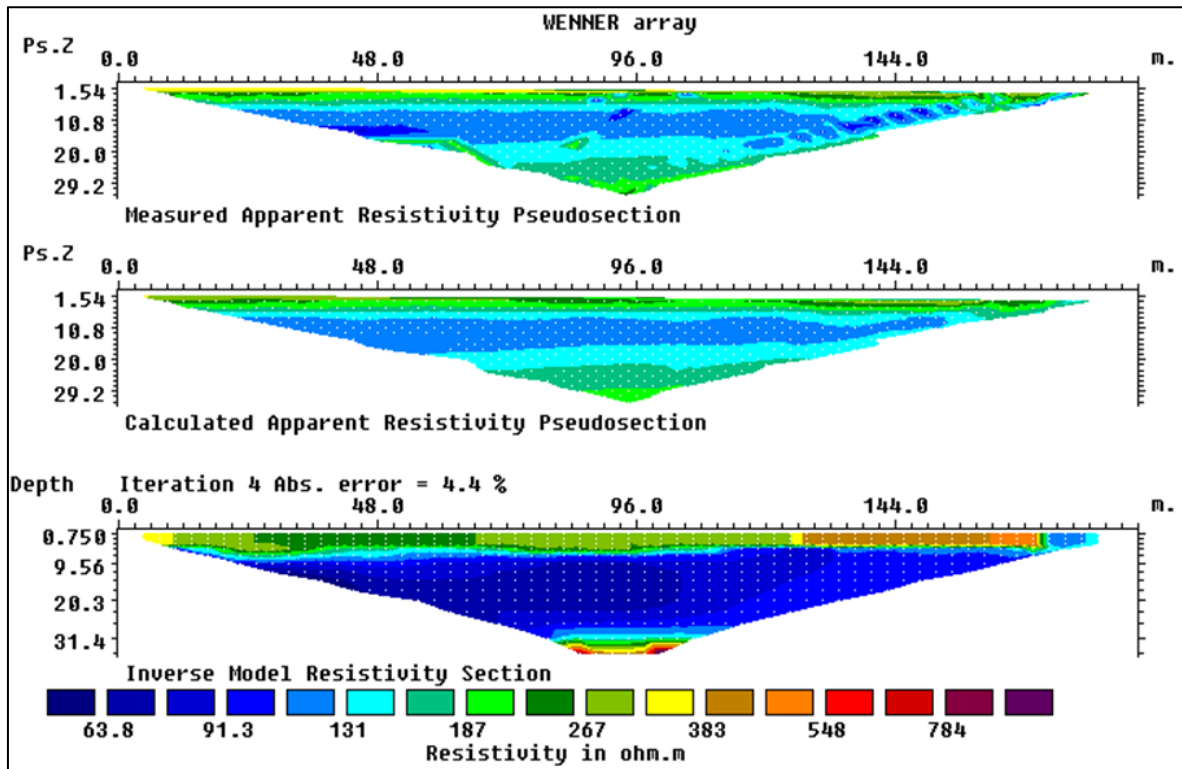 WENNER array
Ps.Z 0.0 48.0 96.0 144.0 m.
1.54
10.8
20.0
29.2
Measured Apparent Resistivity Pseudosection
Ps.Z 0.0 48.0 96.0 144.0 m.
1.54
10.8
20.0
29.2
Calculated Apparent Resistivity Pseudosection
Depth Iteration 4 Abs. error = 4.4 %
0.0 48.0 96.0 144.0 m.
0.750
9.56
20.3
31.4
Inverse Model Resistivity Section
63.8 91.3 131 187 267 383 548 784
Resistivity in ohm.m